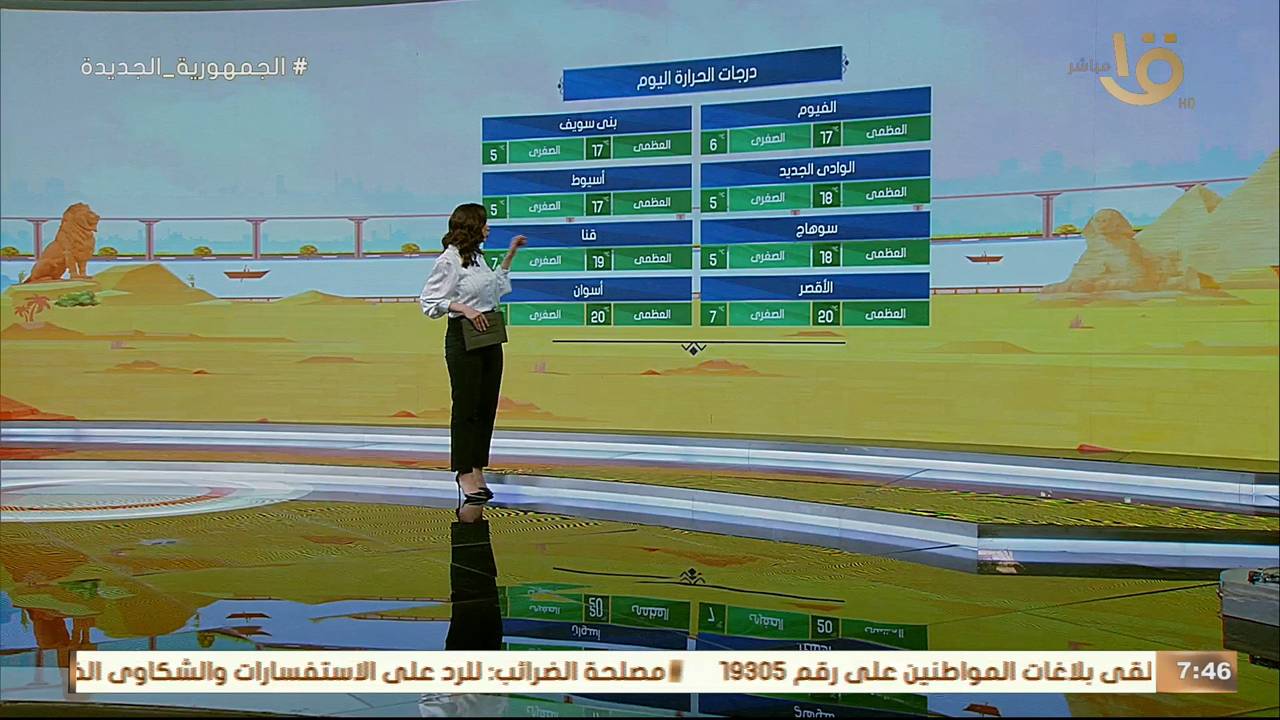 # الجمهورية_الجديدة
مباشر
HD
درجات الحرارة اليوم
الفيوم
العظمى 17°C الصغرى 6°C
بنى سويف
العظمى 17°C الصغرى 5°C
الوادى الجديد
العظمى 18°C الصغرى 5°C
أسيوط
العظمى 17°C الصغرى 5°C
سوهاج
العظمى 18°C الصغرى 5°C
قنا
العظمى 19°C الصغرى 7
الأقصر
العظمى 20°C الصغرى 7°C
أسوان
العظمى 20°C الصغرى
7:46
لقى بلاغات المواطنين على رقم 19305 مصلحة الضرائب: للرد على الاستفسارات والشكاوى